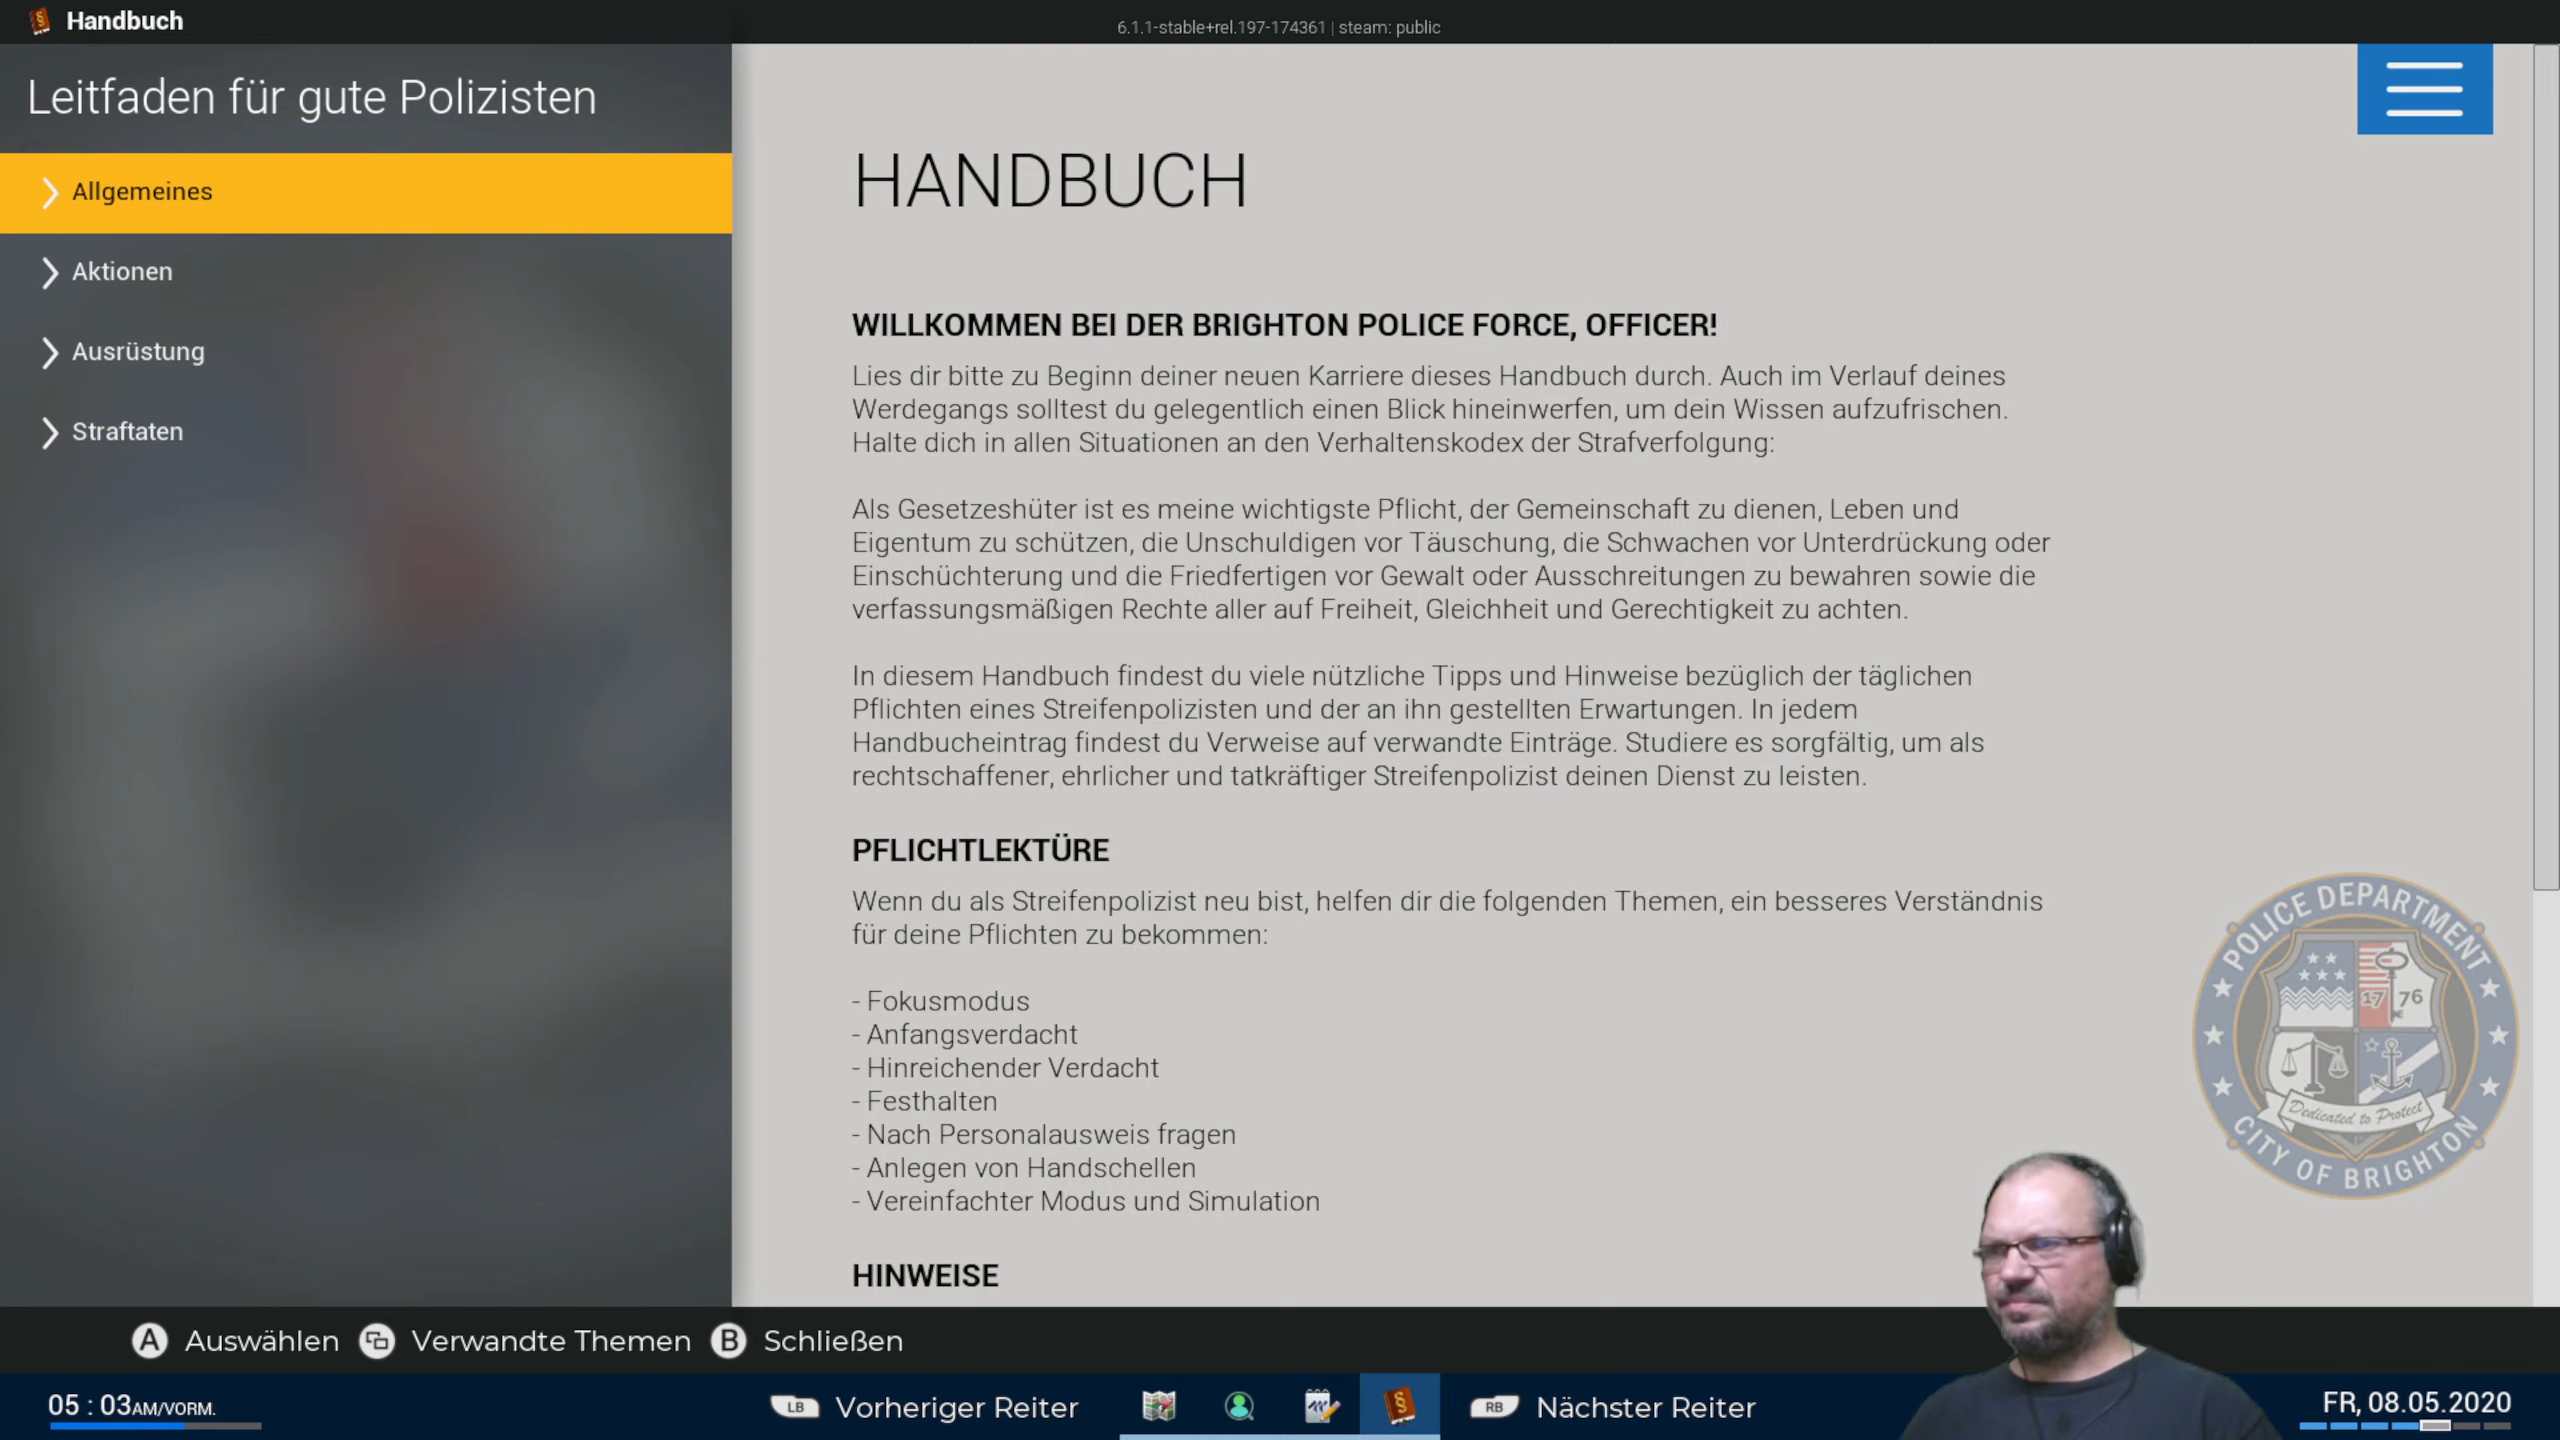 Handbuch
6.1.1-stable+rel.197-174361 | steam: public
Leitfaden für gute Polizisten
Allgemeines
Aktionen
Ausrüstung
Straftaten
HANDBUCH
WILLKOMMEN BEI DER BRIGHTON POLICE FORCE, OFFICER!
Lies dir bitte zu Beginn deiner neuen Karriere dieses Handbuch durch. Auch im Verlauf deines
Werdegangs solltest du gelegentlich einen Blick hineinwerfen, um dein Wissen aufzufrischen.
Halte dich in allen Situationen an den Verhaltenskodex der Strafverfolgung:
Als Gesetzeshüter ist es meine wichtigste Pflicht, der Gemeinschaft zu dienen, Leben und
Eigentum zu schützen, die Unschuldigen vor Täuschung, die Schwachen vor Unterdrückung oder
Einschüchterung und die Friedfertigen vor Gewalt oder Ausschreitungen zu bewahren sowie die
verfassungsmäßigen Rechte aller auf Freiheit, Gleichheit und Gerechtigkeit zu achten.
In diesem Handbuch findest du viele nützliche Tipps und Hinweise bezüglich der täglichen
Pflichten eines Streifenpolizisten und der an ihn gestellten Erwartungen. In jedem
Handbucheintrag findest du Verweise auf verwandte Einträge. Studiere es sorgfältig, um als
rechtschaffener, ehrlicher und tatkräftiger Streifenpolizist deinen Dienst zu leisten.
PFLICHTLEKTÜRE
Wenn du als Streifenpolizist neu bist, helfen dir die folgenden Themen, ein besseres Verständnis
für deine Pflichten zu bekommen:
- Fokusmodus
- Anfangsverdacht
- Hinreichender Verdacht
- Festhalten
- Nach Personalausweis fragen
- Anlegen von Handschellen
- Vereinfachter Modus und Simulation
HINWEISE
POLICE DEPARTMENT
17 76
Dedicated to Protect
CITY OF BRIGHTON
A Auswählen Verwandte Themen B Schließen
05 : 03 AM/VORM.
LB Vorheriger Reiter § RB Nächster Reiter
FR, 08.05.2020